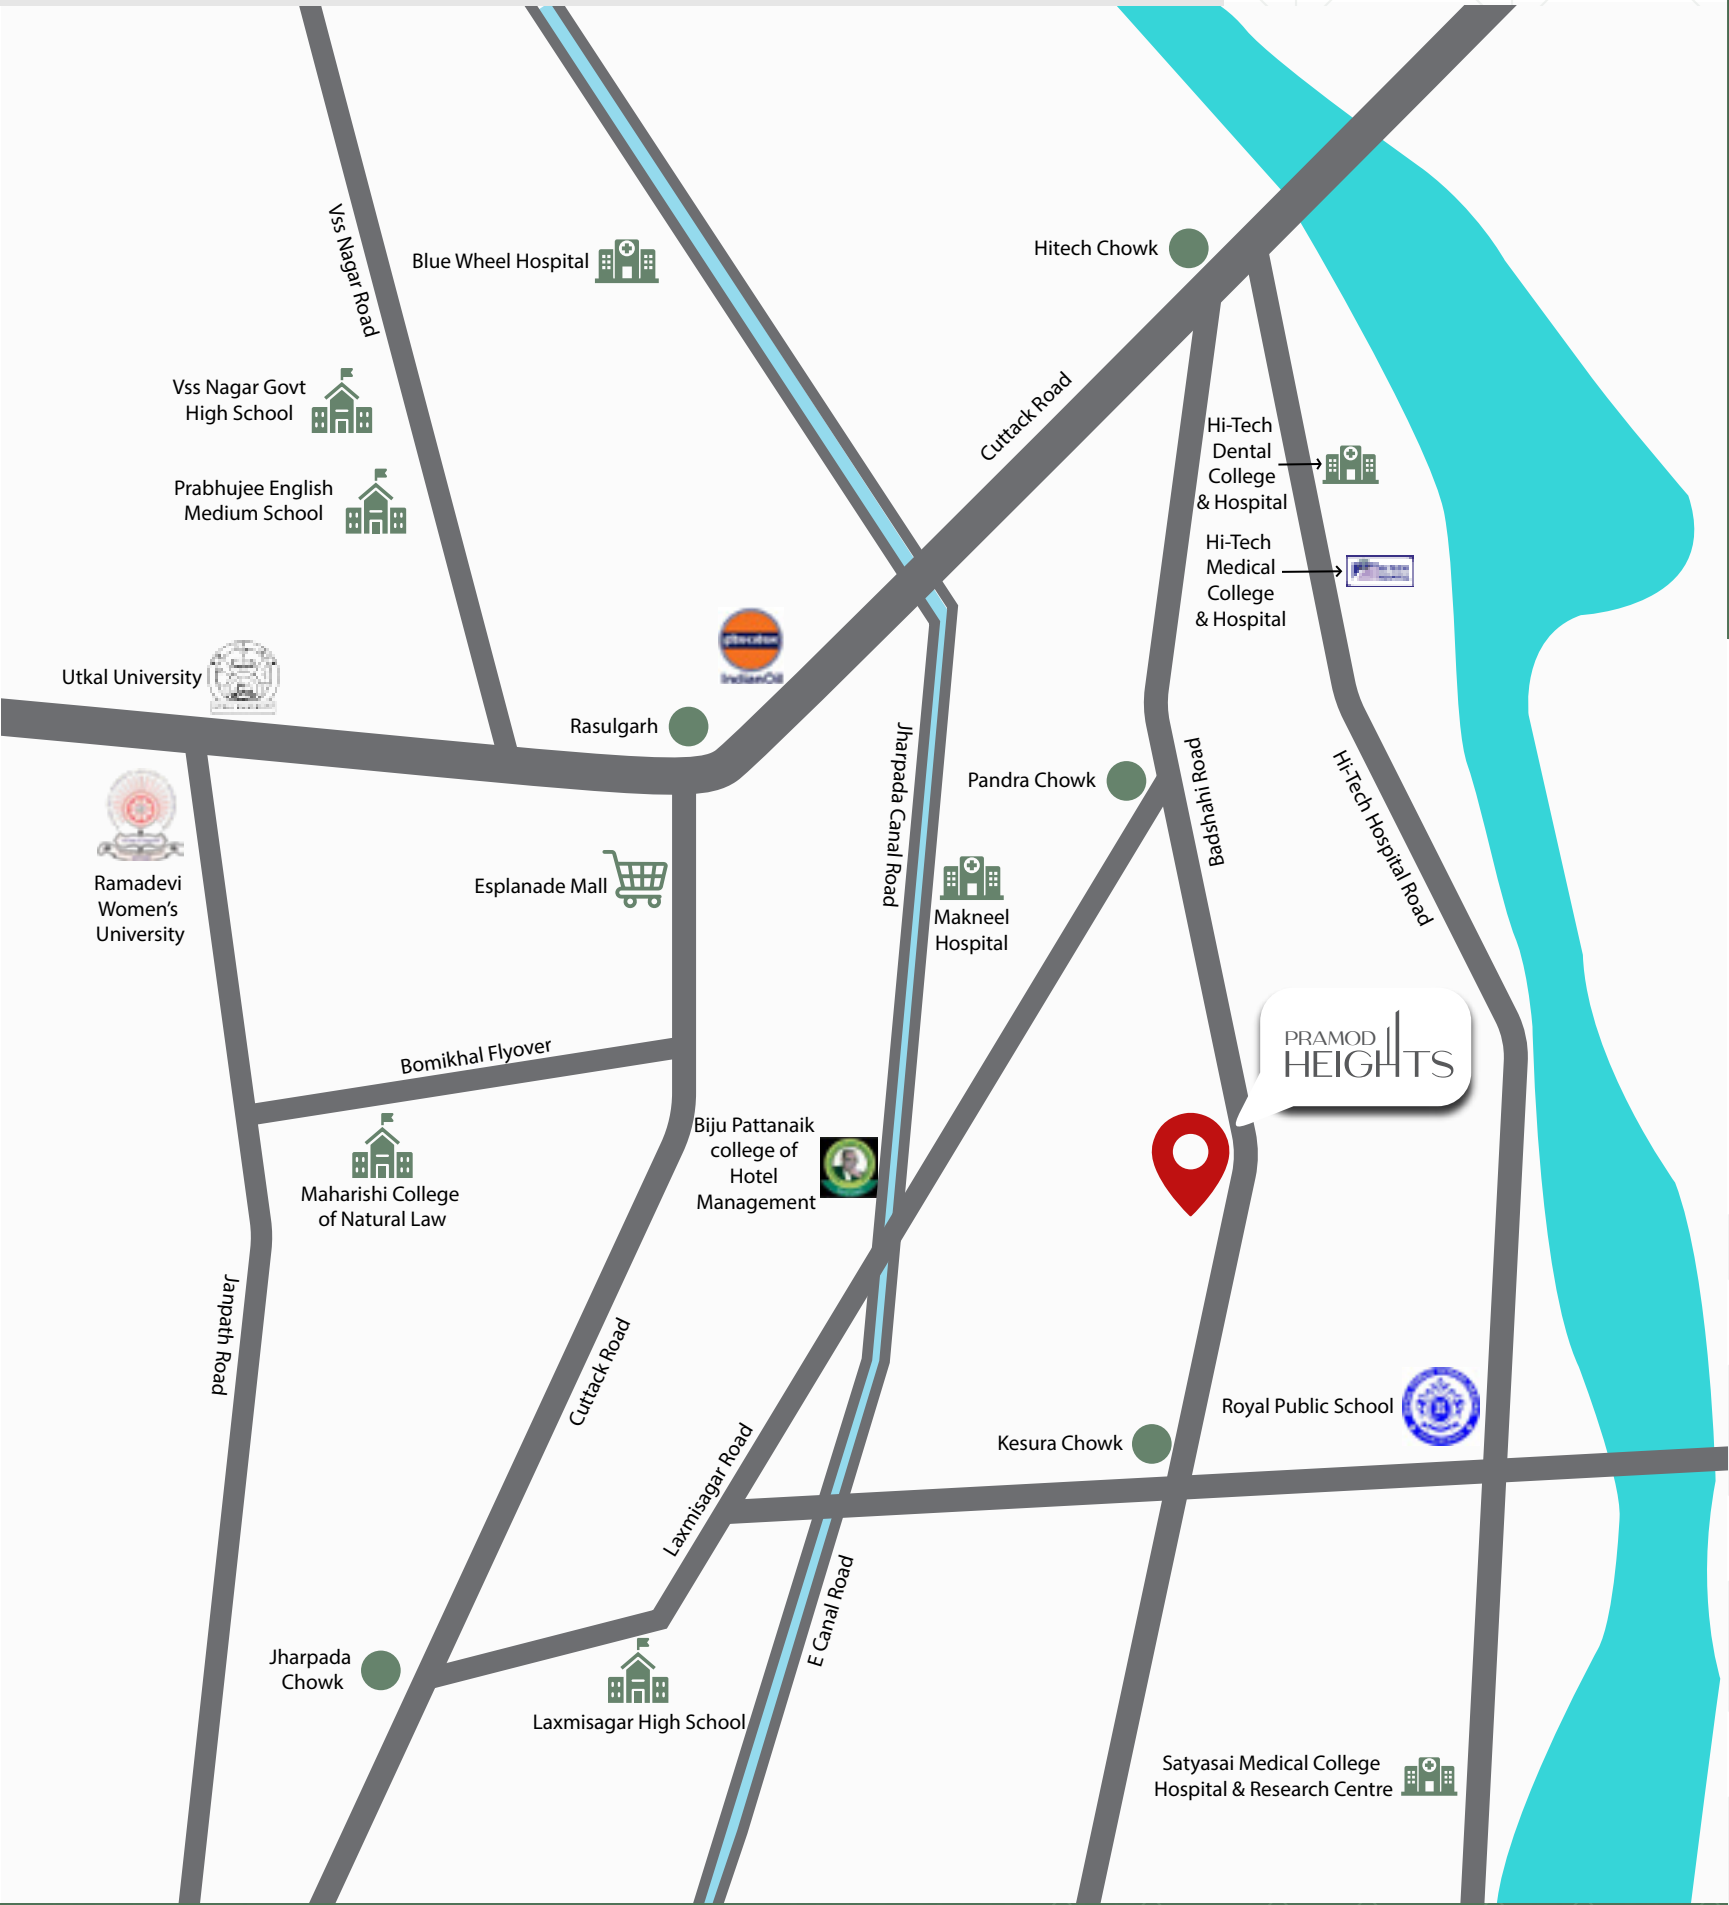 Vss Nagar Road
Blue Wheel Hospital
Hitech Chowk
Vss Nagar Govt
High School
Cuttack Road
Hi-Tech
Dental
College
& Hospital
Prabhujee English
Medium School
Hi-Tech
Medical
College
& Hospital
Utkal University
IndianOil
Rasulgarh
Jharpada Canal Road
Pandra Chowk
Badshahi Road
Hi-Tech Hospital Road
Ramadevi
Women's
University
Esplanade Mall
Makneel
Hospital
PRAMOD
HEIGHTS
Bomikhal Flyover
Biju Pattanaik
college of
Hotel
Management
Maharishi College
of Natural Law
Janpath Road
Cuttack Road
Royal Public School
Kesura Chowk
Laxmisagar Road
E Canal Road
Jharpada
Chowk
Laxmisagar High School
Satyasai Medical College
Hospital & Research Centre